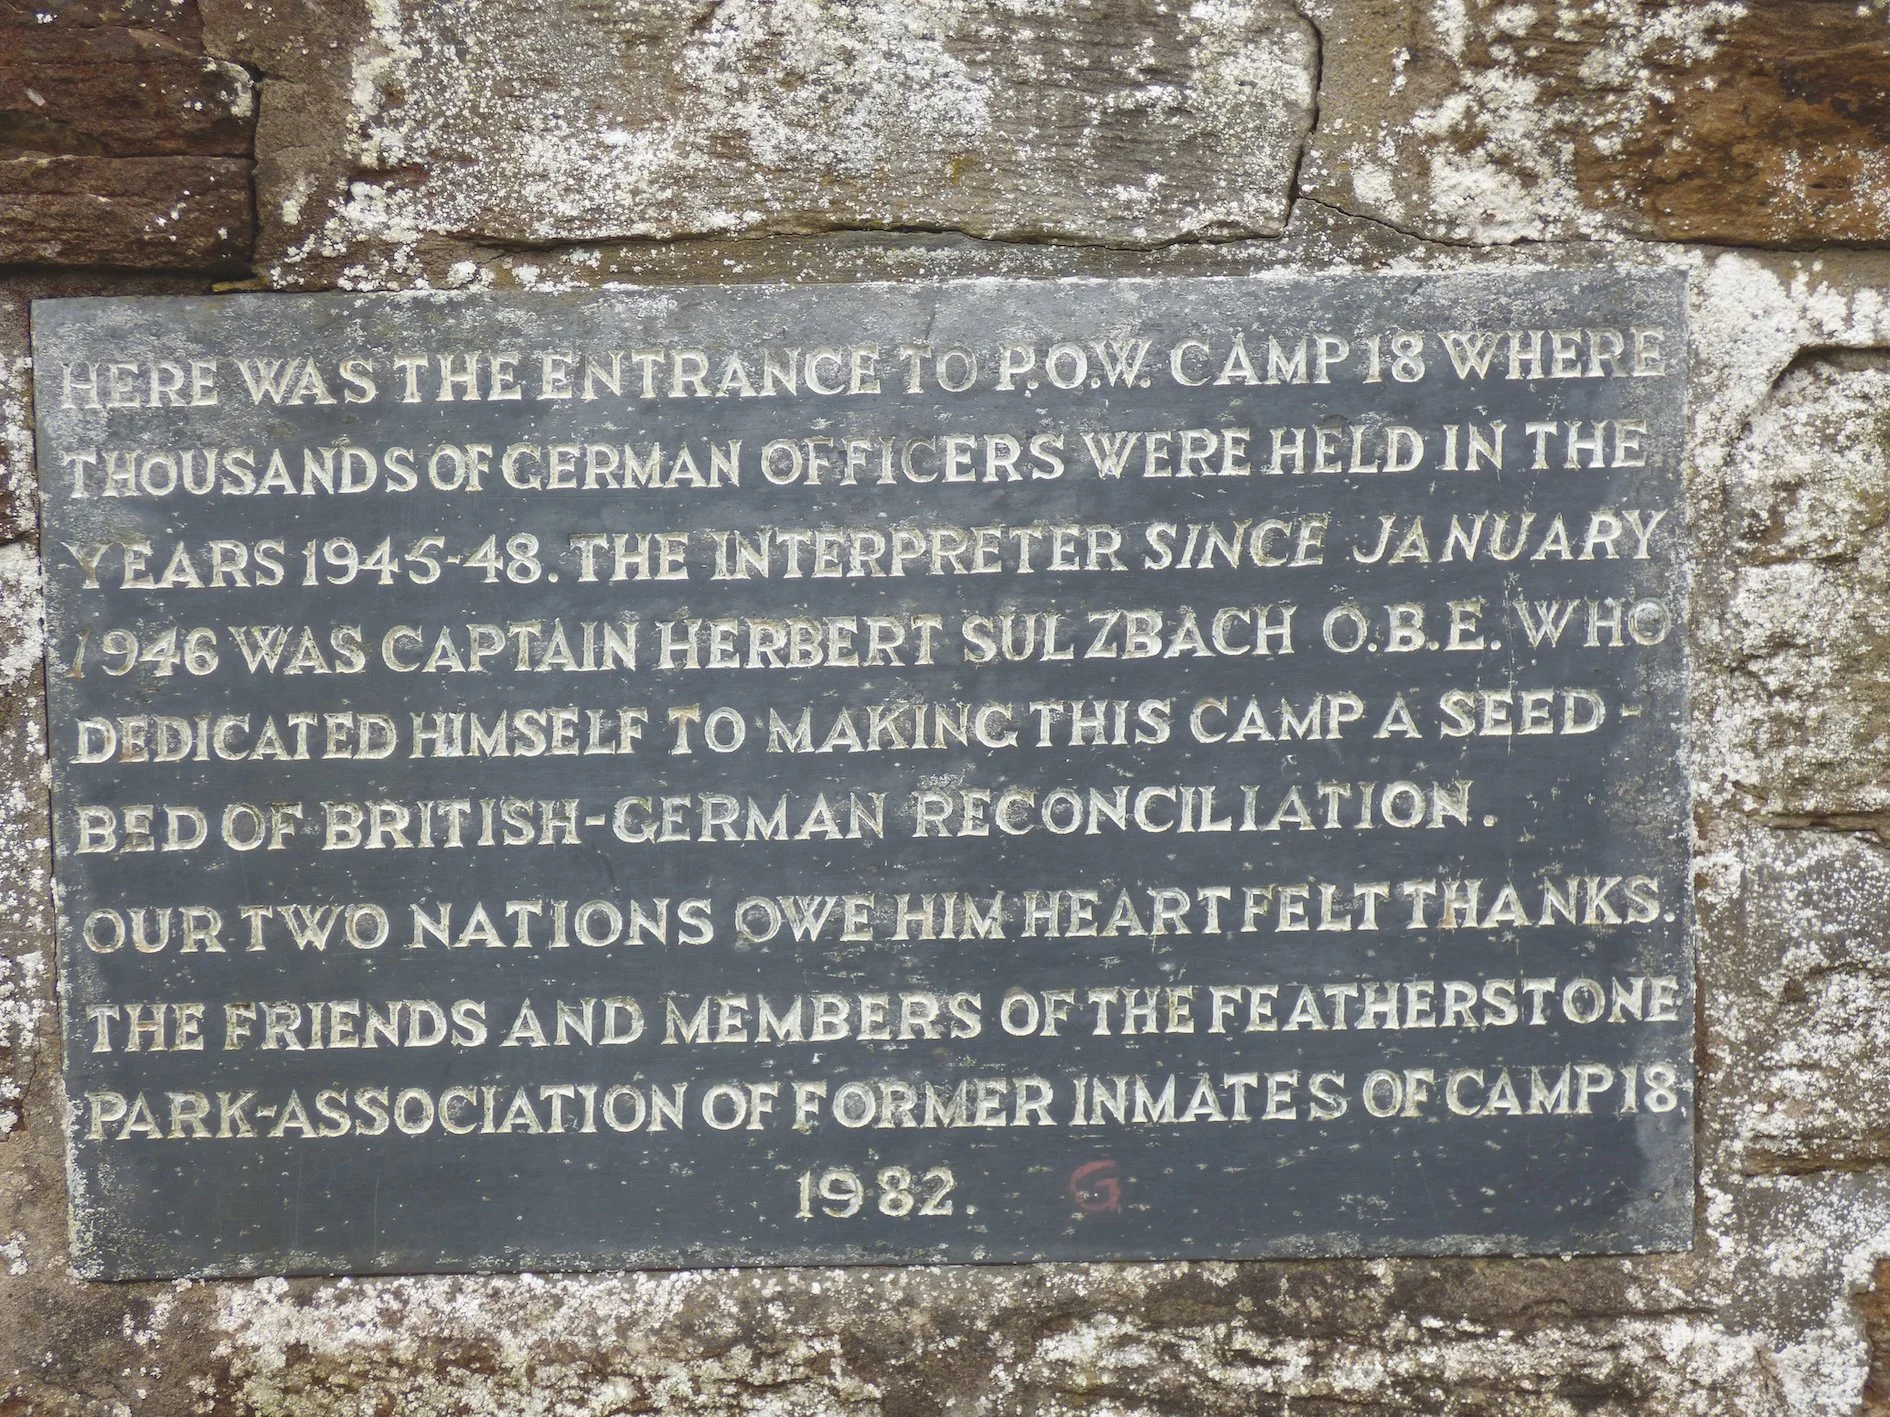 HERE WAS THE ENTRANCE TO P.O.W. CAMP 18 WHERE
THOUSANDS OF GERMAN OFFICERS WERE HELD IN THE
YEARS 1945-48. THE INTERPRETER SINCE JANUARY
1946 WAS CAPTAIN HERBERT SULZBACH O.B.E. WHO
DEDICATED HIMSELF TO MAKING THIS CAMP A SEED-
BED OF BRITISH-GERMAN RECONCILIATION.
OUR TWO NATIONS OWE HIM HEARTFELT THANKS.
THE FRIENDS AND MEMBERS OF THE FEATHERSTONE
PARK-ASSOCIATION OF FORMER INMATES OF CAMP 18.
1982. G